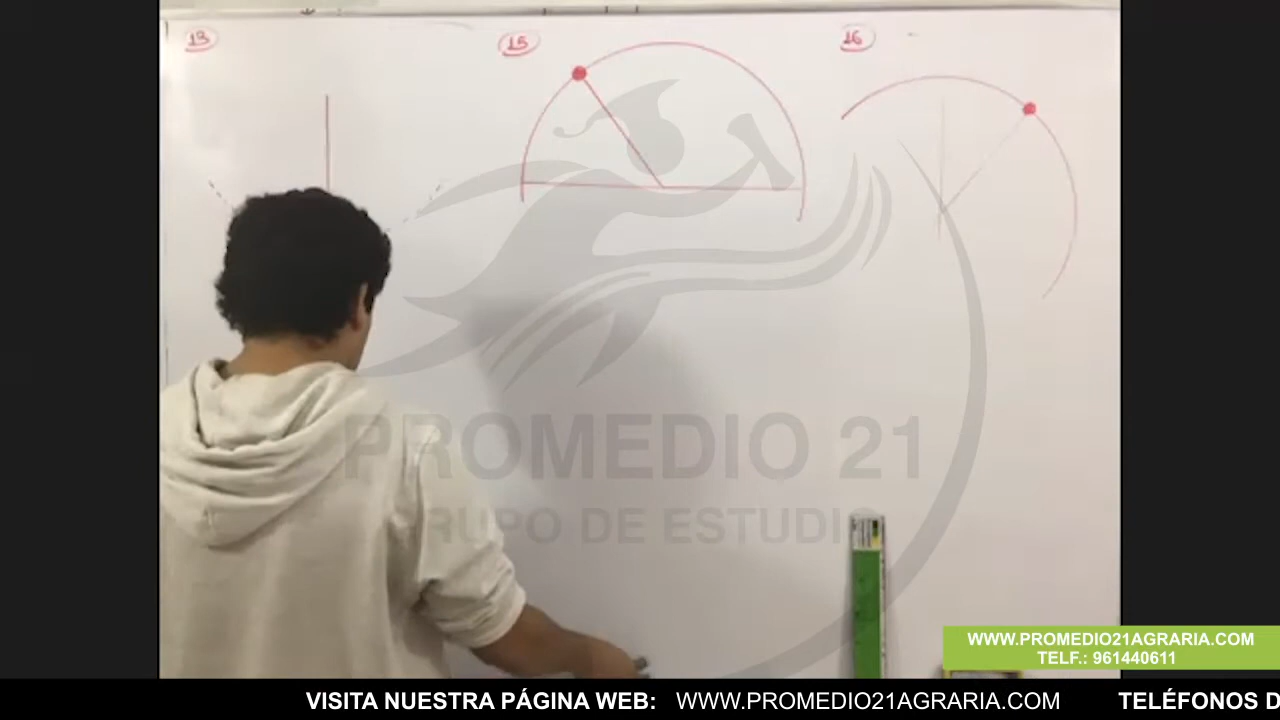 13
15
16
PROMEDIO 21
GRUPO DE ESTUDI
WWW.PROMEDIO21AGRARIA.COM
TELF.: 961440611
VISITA NUESTRA PÁGINA WEB: WWW.PROMEDIO21AGRARIA.COM TELÉFONOS D